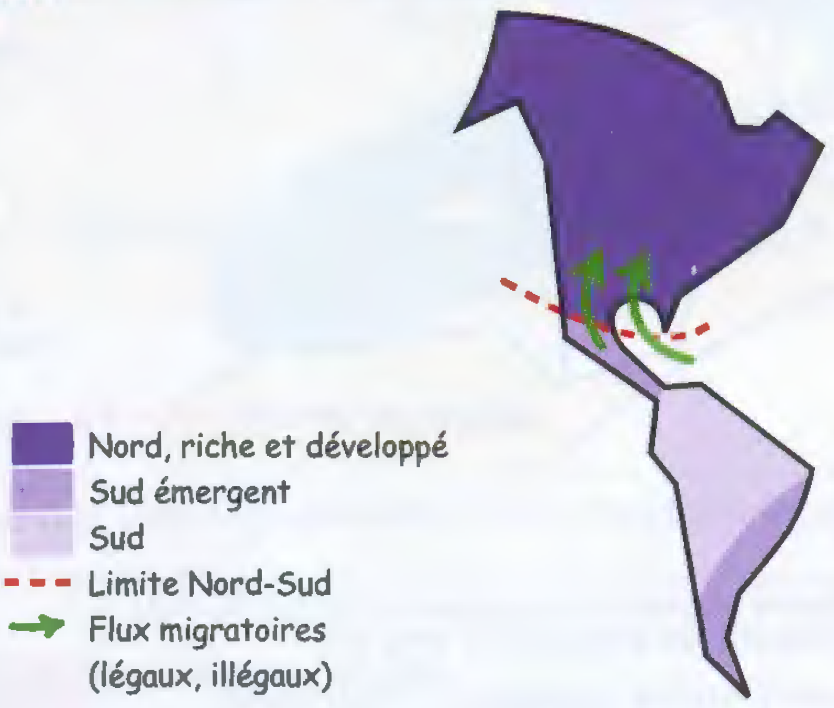 Nord, riche et développé
Sud émergent
Sud
Limite Nord-Sud
Flux migratoires
(légaux, illégaux)